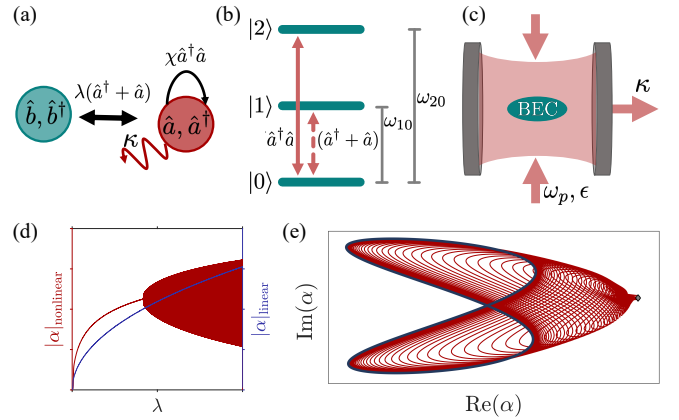 (a)
χâ†â
λ(â† + â)
b̂, b̂†
â, â†
κ
(b)
|2⟩
|1⟩
|0⟩
â†â
(â† + â)
ω₁₀
ω₂₀
(c)
BEC
κ
ωₚ, ϵ
(d)
|α|nonlinear
|α|linear
λ
(e)
Im(α)
Re(α)